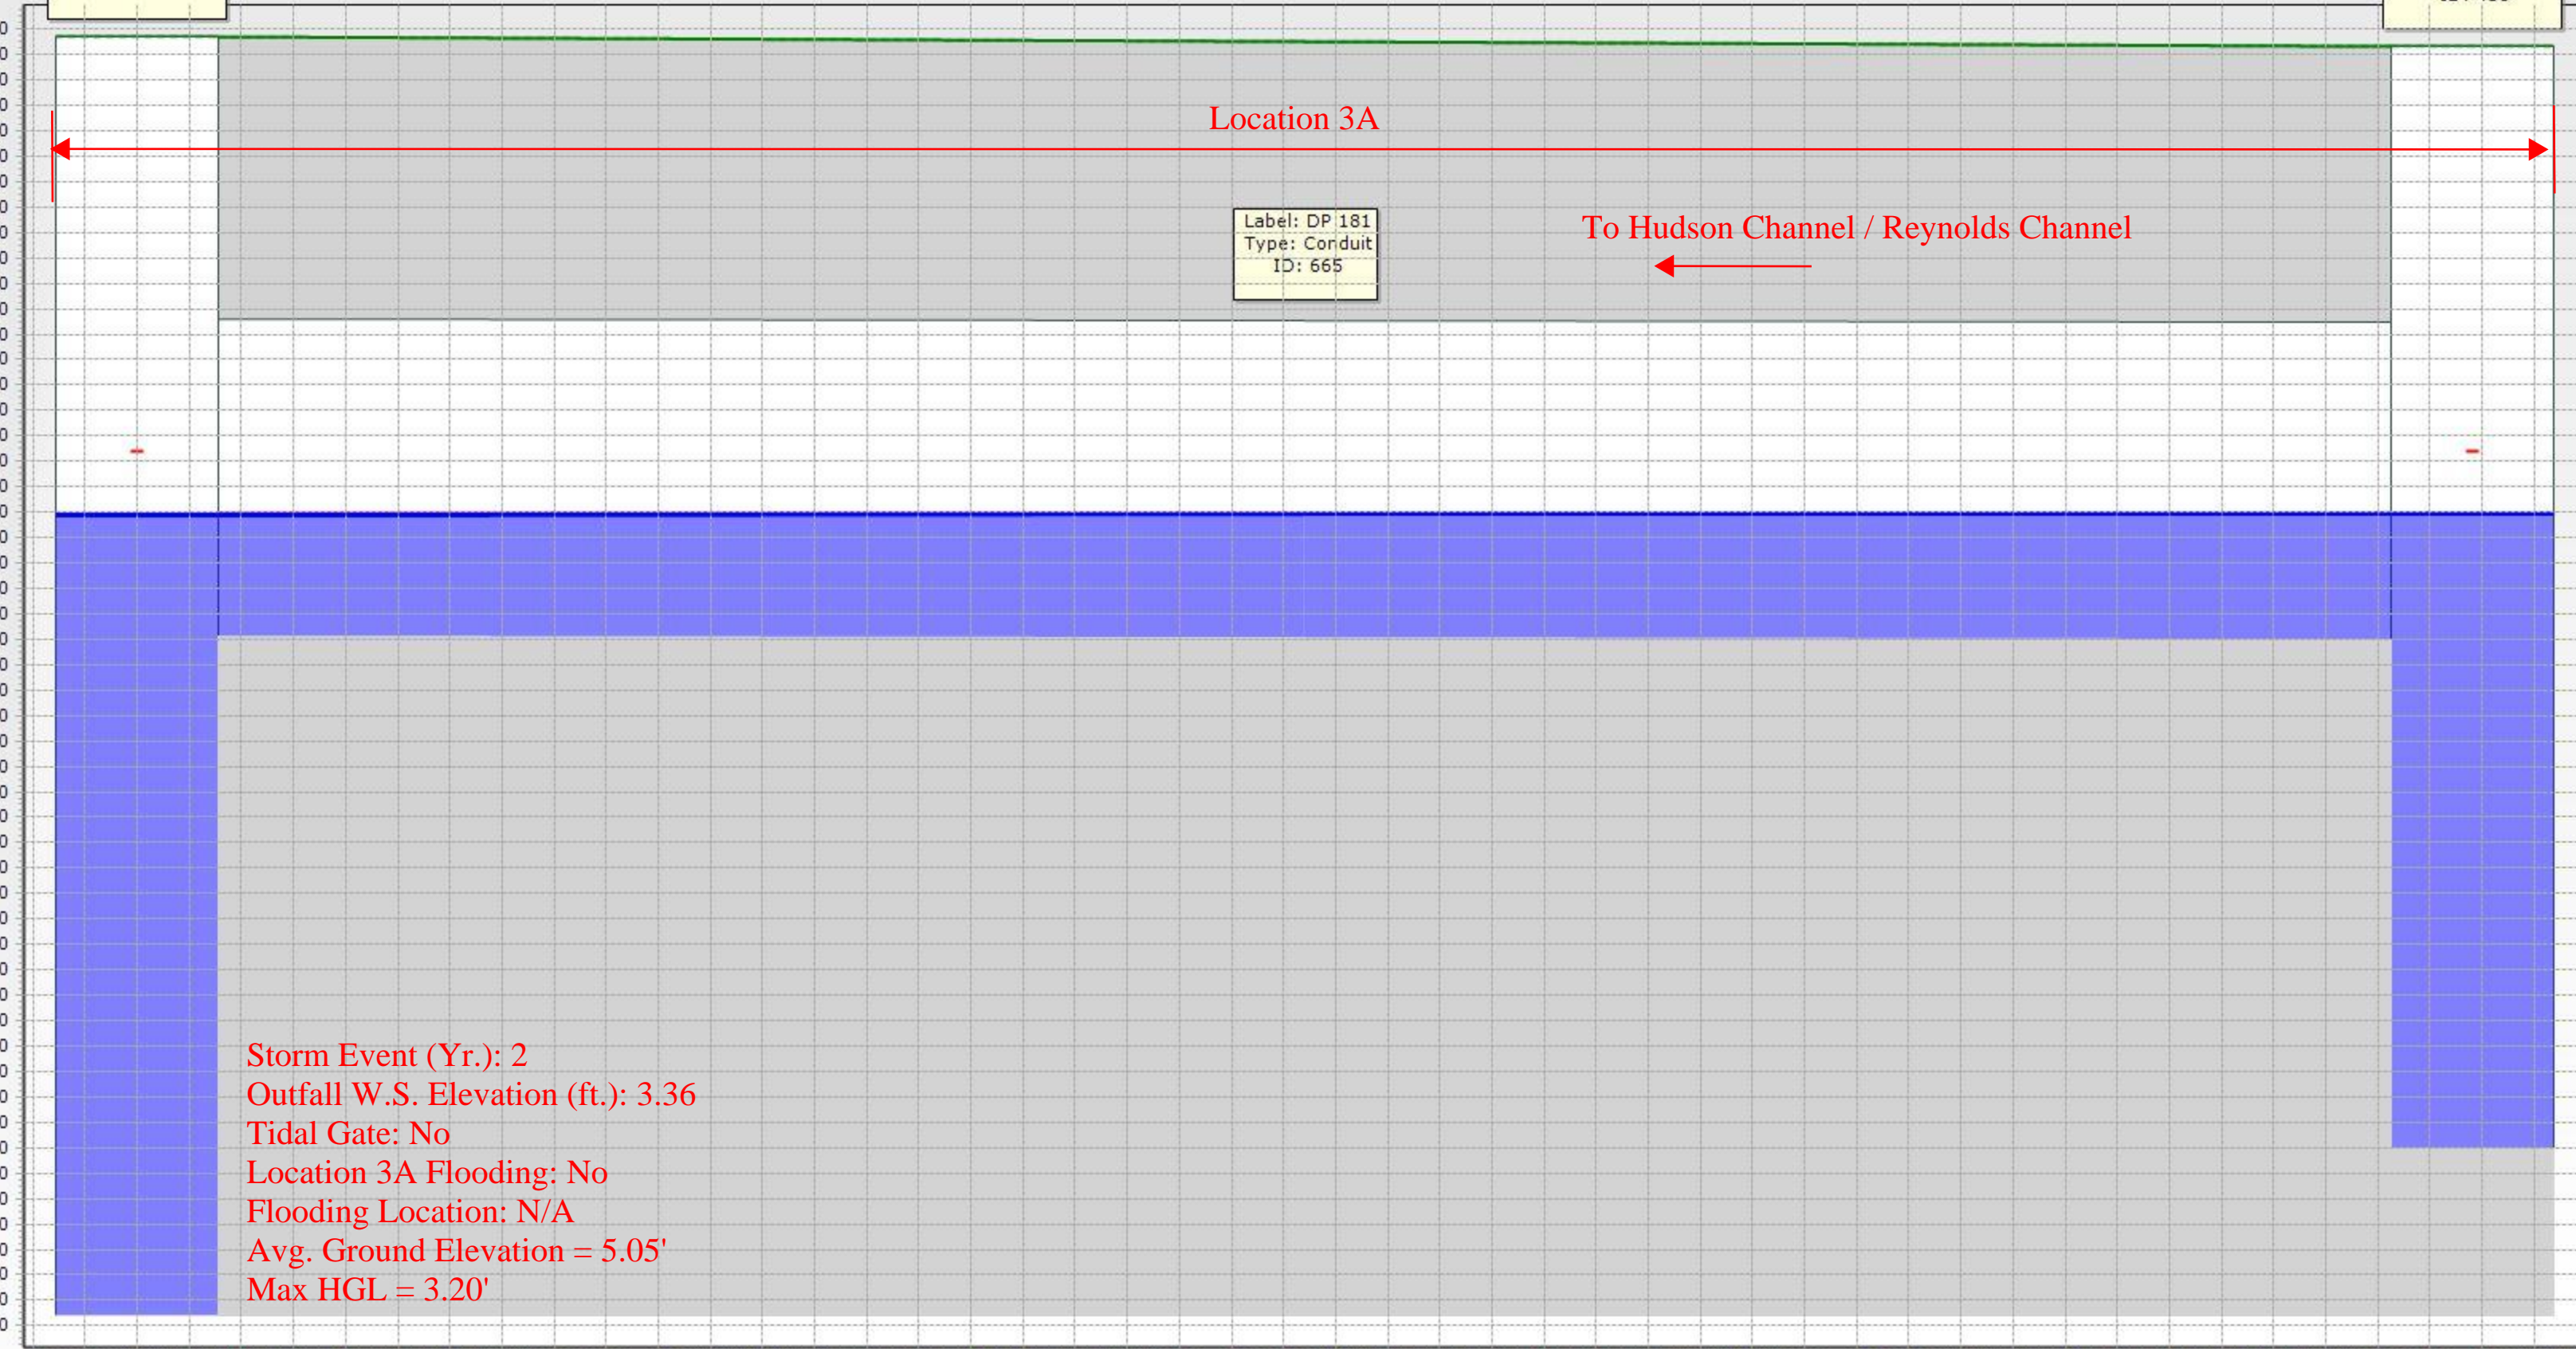 Location 3A
Label: DP 181
Type: Conduit
ID: 665
To Hudson Channel / Reynolds Channel
Storm Event (Yr.): 2
Outfall W.S. Elevation (ft.): 3.36
Tidal Gate: No
Location 3A Flooding: No
Flooding Location: N/A
Avg. Ground Elevation = 5.05'
Max HGL = 3.20'